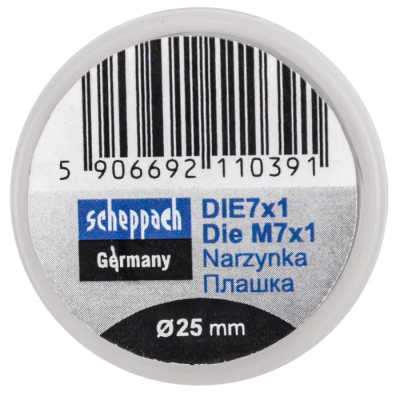 5 906692 110391
scheppach
Germany
DIE7x1
Die M7x1
Narzynka
Плашка
Ø25 mm